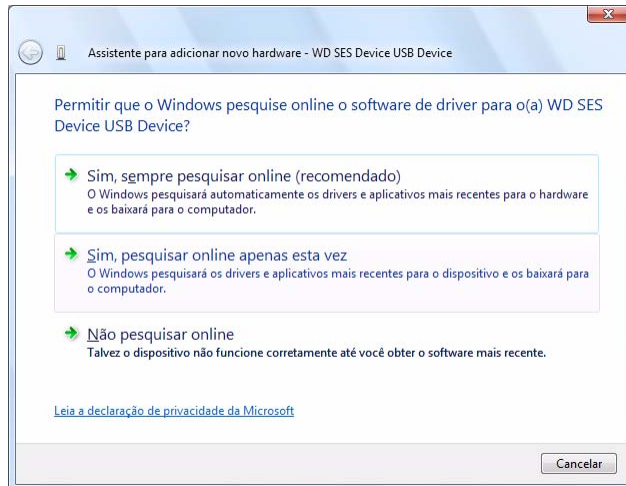 Assistente para adicionar novo hardware - WD SES Device USB Device
Permitir que o Windows pesquise online o software de driver para o(a) WD SES
Device USB Device?
Sim, sempre pesquisar online (recomendado)
O Windows pesquisará automaticamente os drivers e aplicativos mais recentes para o hardware
e os baixará para o computador.
Sim, pesquisar online apenas esta vez
O Windows pesquisará os drivers e aplicativos mais recentes para o dispositivo e os baixará para
o computador.
Não pesquisar online
Talvez o dispositivo não funcione corretamente até você obter o software mais recente.
Leia a declaração de privacidade da Microsoft
Cancelar